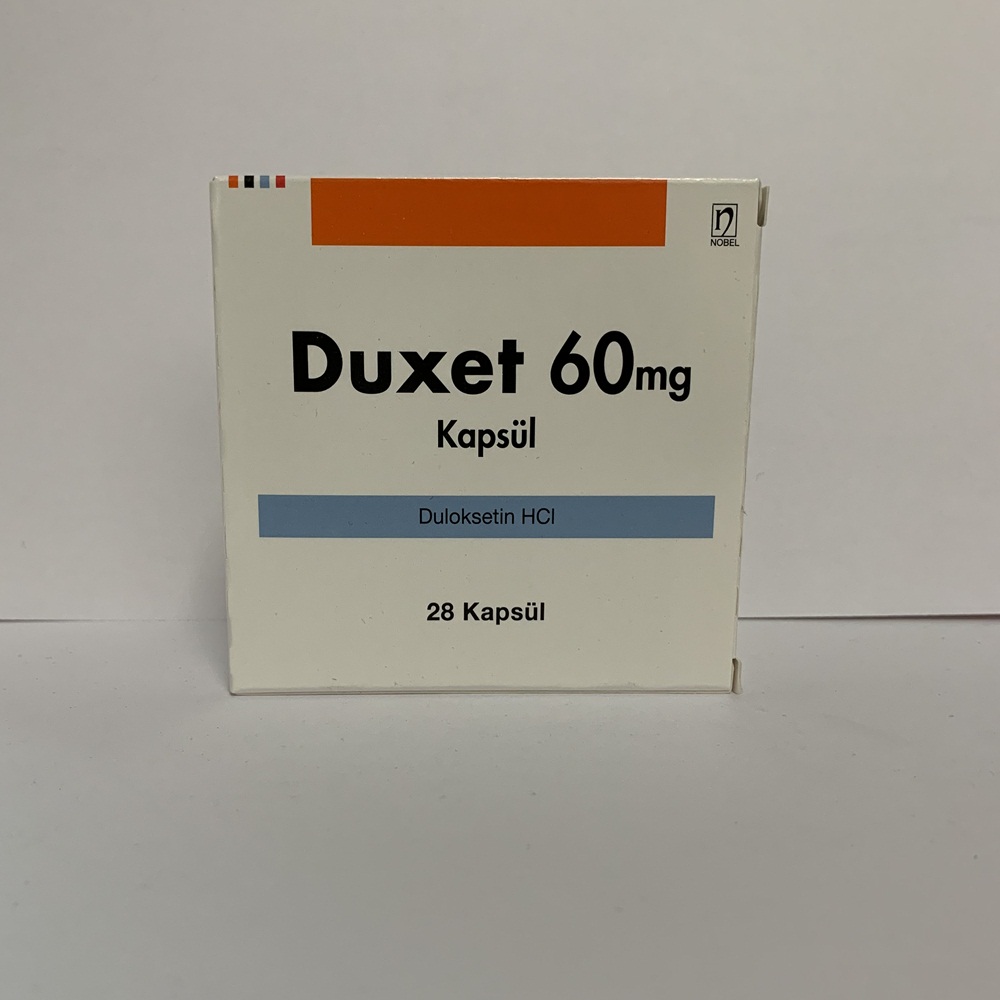 NOBEL
Duxet 60mg
Kapsül
Duloksetin HCl
28 Kapsül